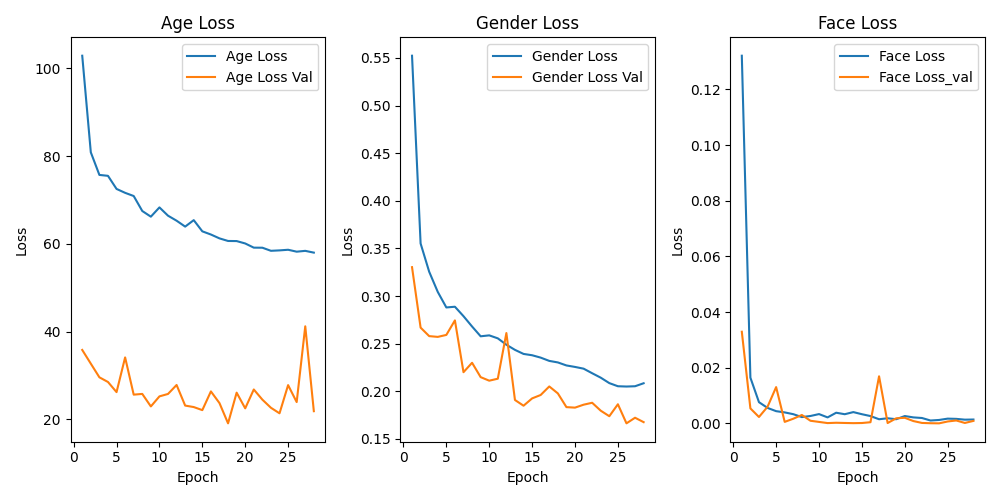 Age Loss
Age Loss
Age Loss Val
100
80
60
40
20
Loss
0 5 10 15 20 25
Epoch
Gender Loss
Gender Loss
Gender Loss Val
0.55
0.50
0.45
0.40
0.35
0.30
0.25
0.20
0.15
Loss
0 5 10 15 20 25
Epoch
Face Loss
Face Loss
Face Loss_val
0.12
0.10
0.08
0.06
0.04
0.02
0.00
Loss
0 5 10 15 20 25
Epoch